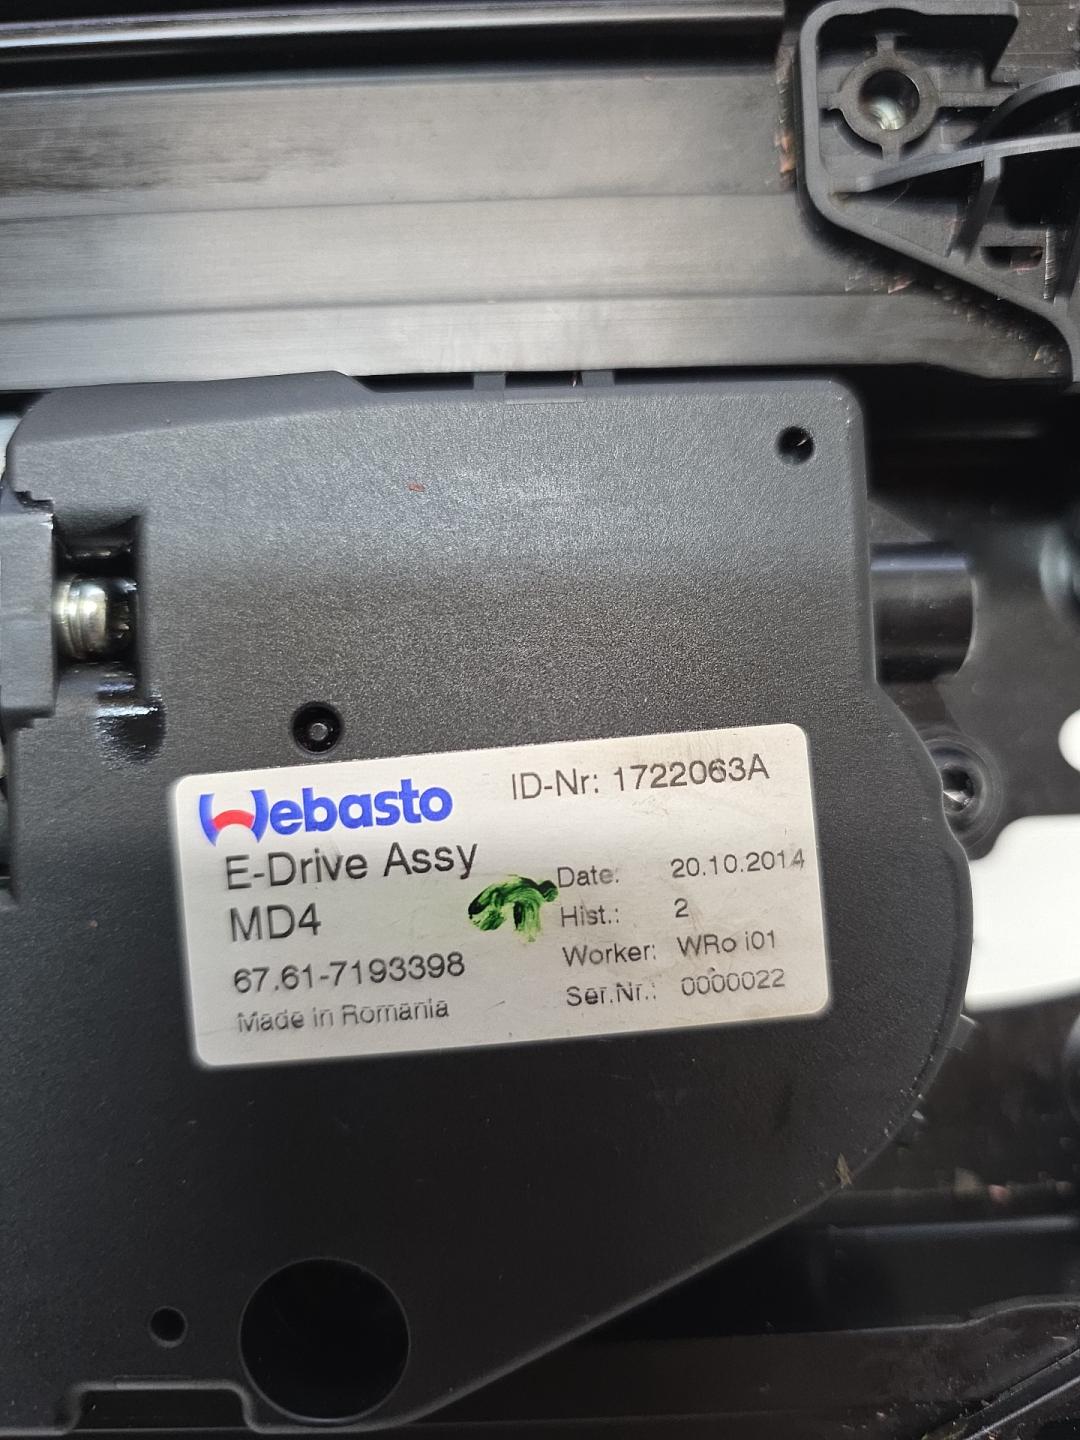 Webasto
ID-Nr: 1722063A
E-Drive Assy
MD4
67.61-7193398
Made in Romania
Date: 20.10.2014
Hist.: 2
Worker: WRo i01
Ser.Nr.: 0000022